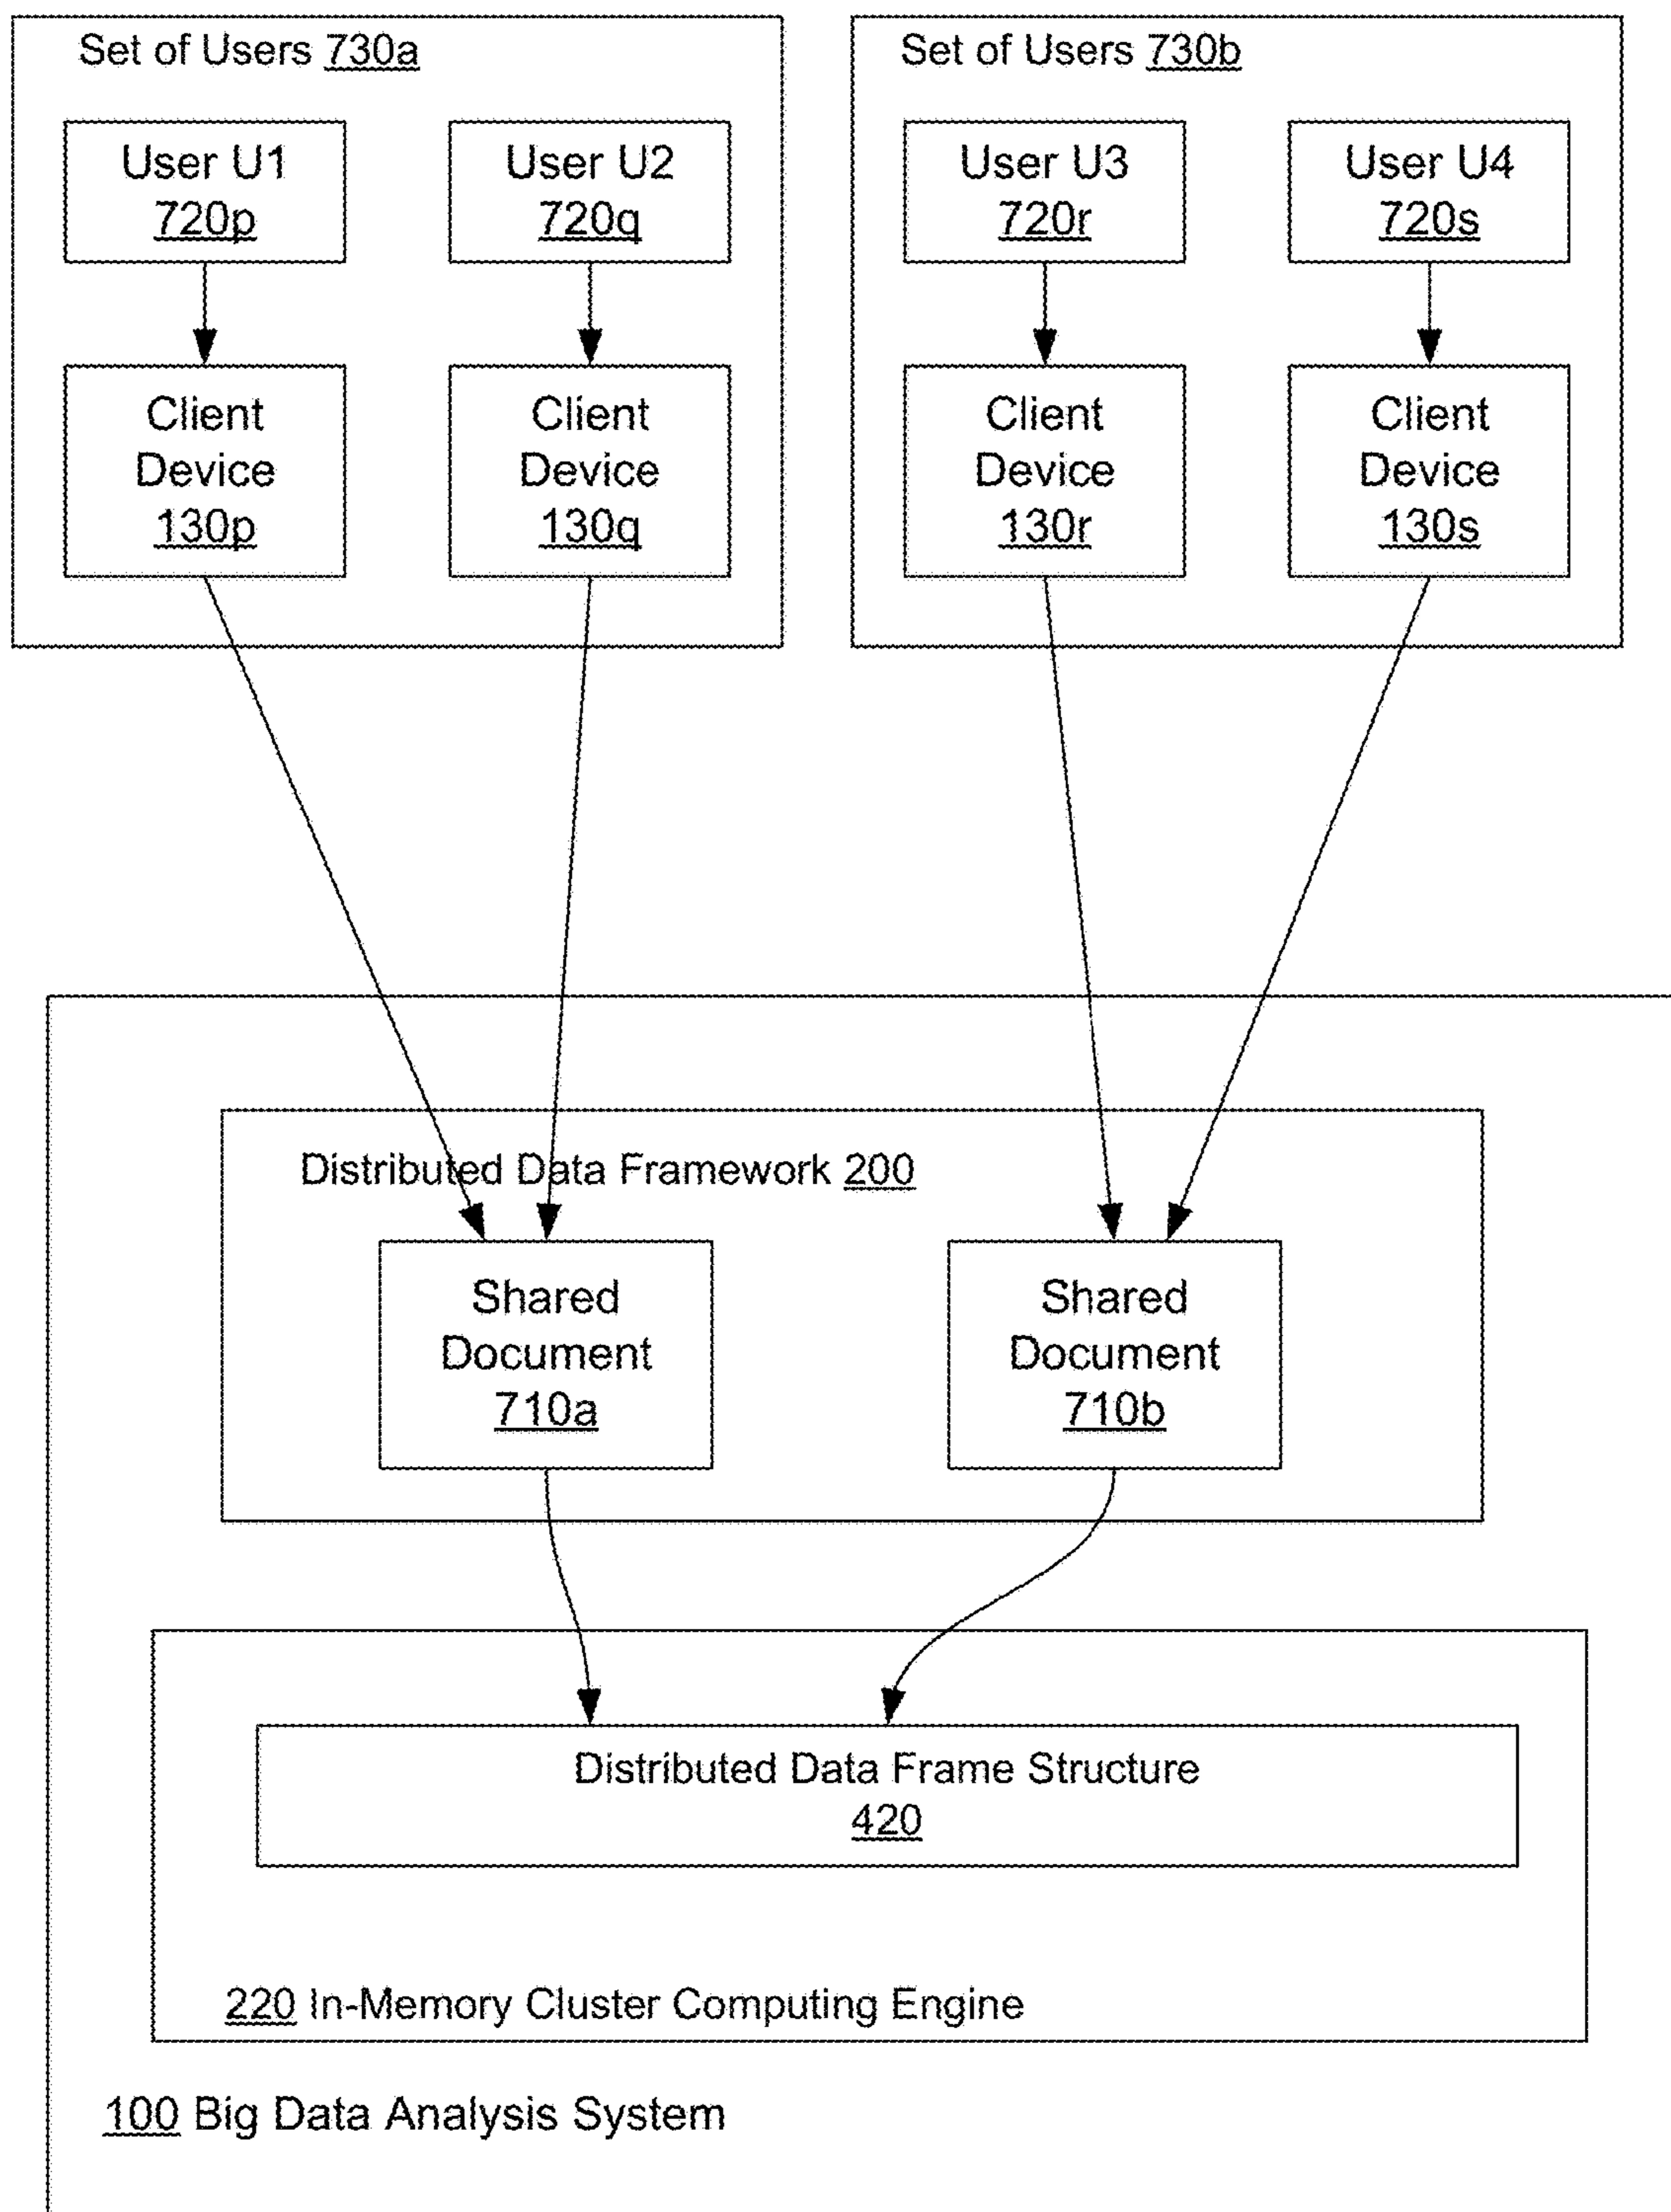 Set of Users 730a
Set of Users 730b
User U1
720p
User U2
720q
User U3
720r
User U4
720s
Client
Device
130p
Client
Device
130q
Client
Device
130r
Client
Device
130s
Distributed Data Framework 200
Shared
Document
710a
Shared
Document
710b
Distributed Data Frame Structure
420
220 In-Memory Cluster Computing Engine
100 Big Data Analysis System